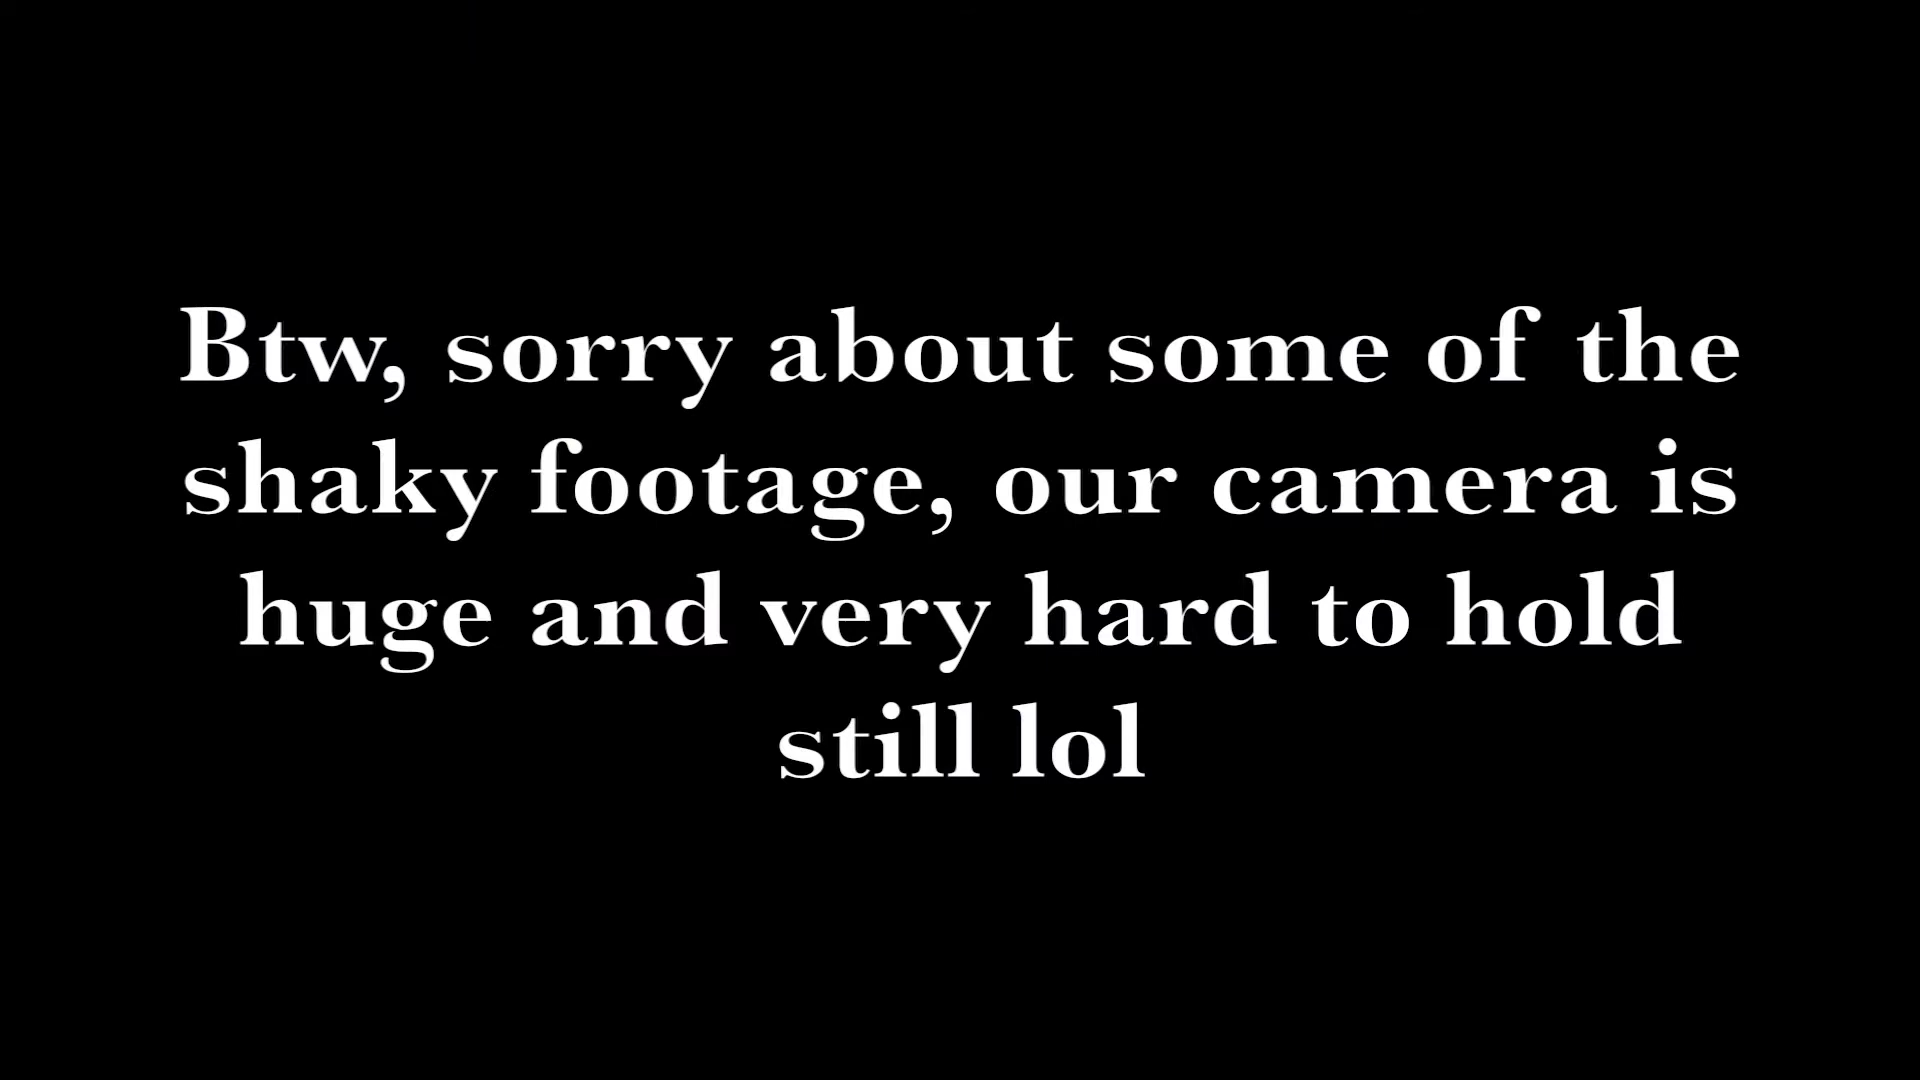 Btw, sorry about some of the
shaky footage, our camera is
huge and very hard to hold
still lol